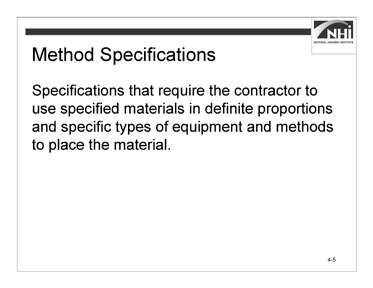 NHI
NATIONAL HIGHWAY INSTITUTE
Method Specifications
Specifications that require the contractor to
use specified materials in definite proportions
and specific types of equipment and methods
to place the material.
4-5